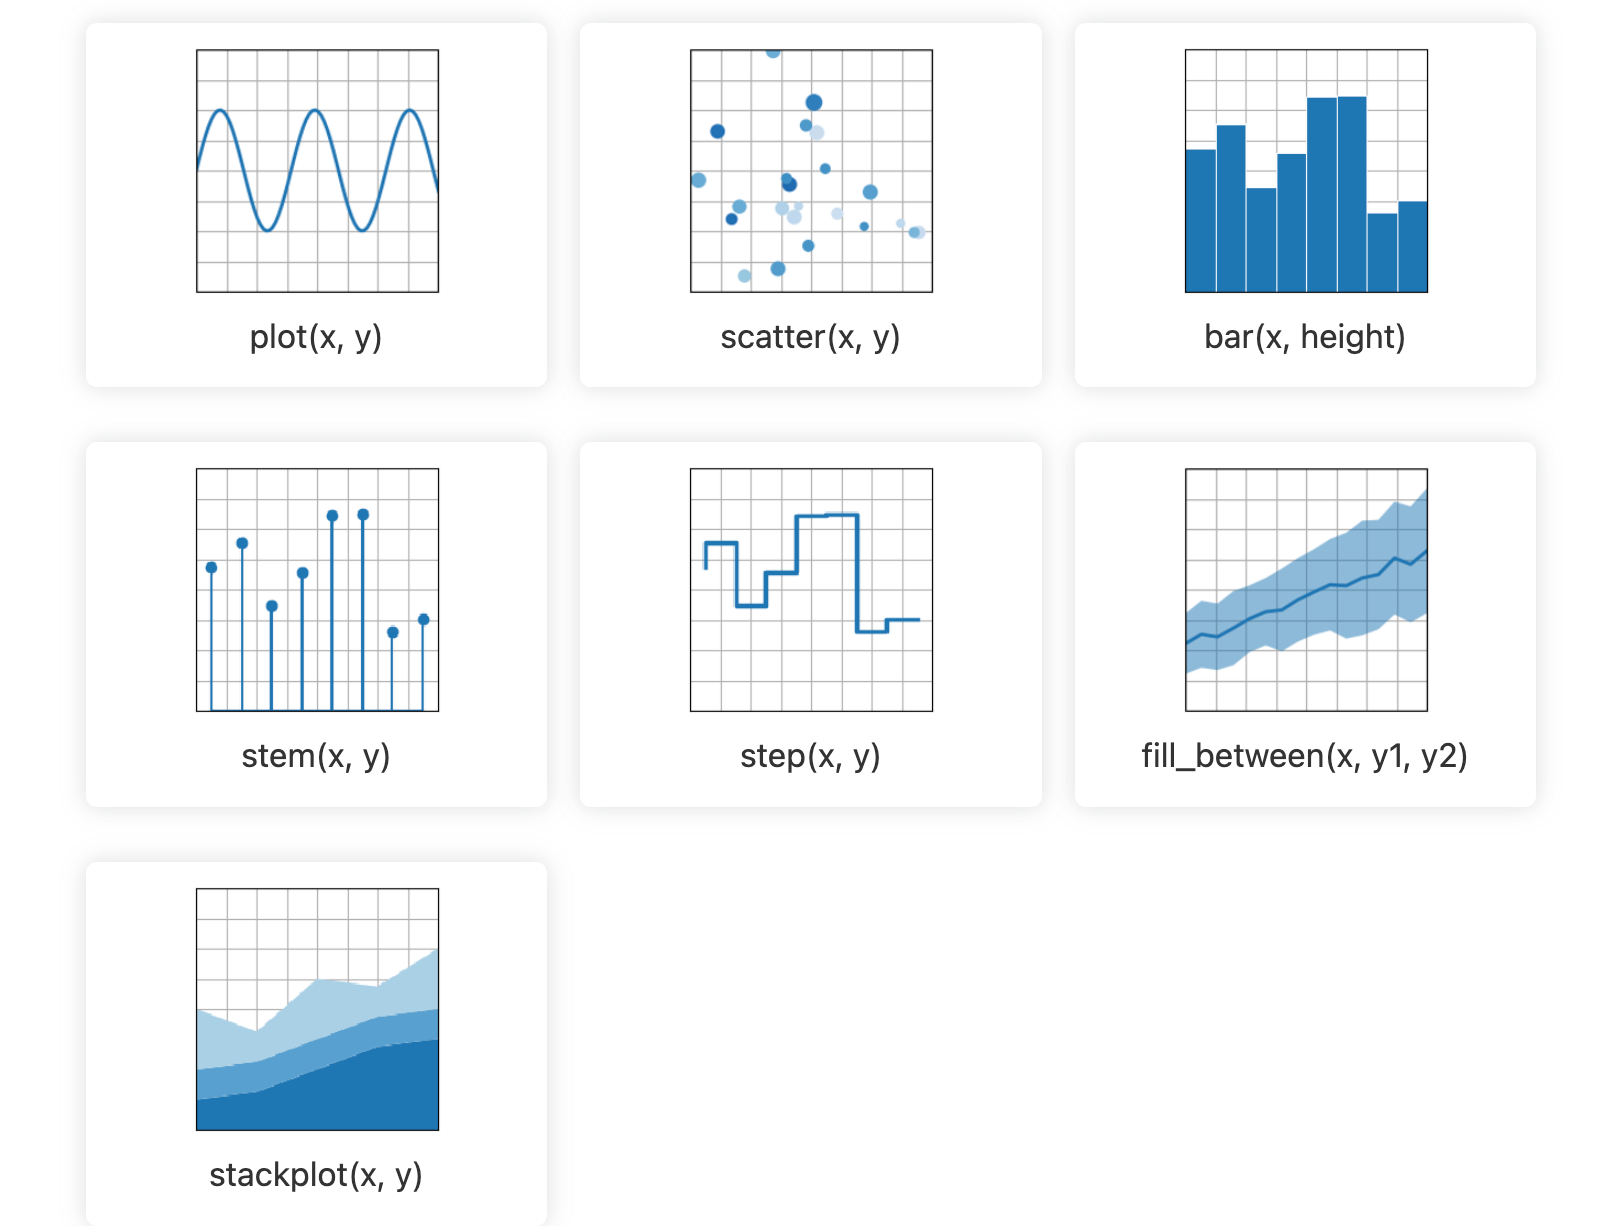 plot(x, y)
scatter(x, y)
bar(x, height)
stem(x, y)
step(x, y)
fill_between(x, y1, y2)
stackplot(x, y)